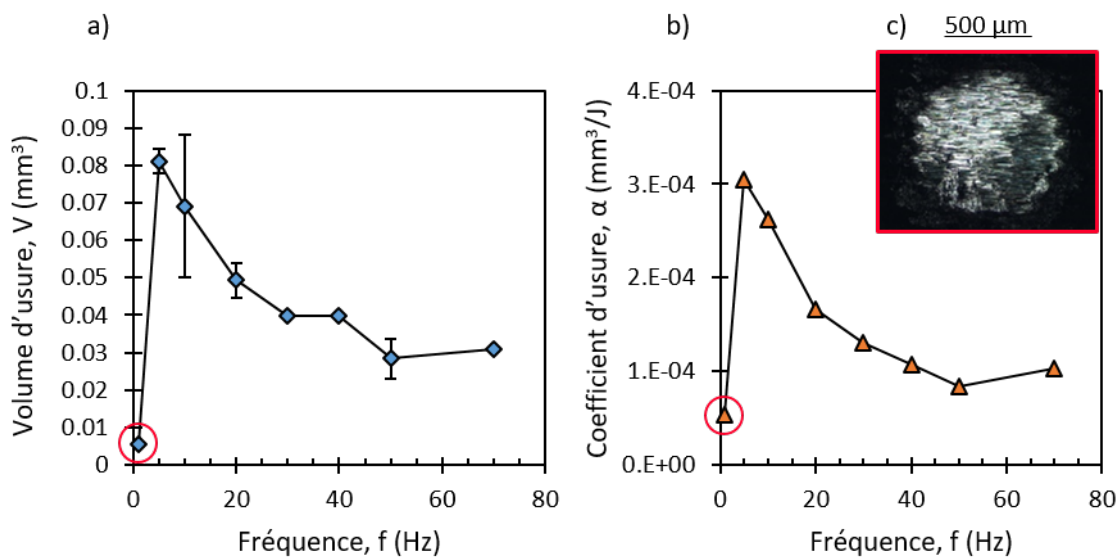 a)
Volume d'usure, V (mm³)
0.1
0.09
0.08
0.07
0.06
0.05
0.04
0.03
0.02
0.01
0
0 20 40 60 80
Fréquence, f (Hz)
b)
Coefficient d'usure, α (mm³/J)
4.E-04
3.E-04
2.E-04
1.E-04
0.E+00
0 20 40 60 80
Fréquence, f (Hz)
c) 500 µm